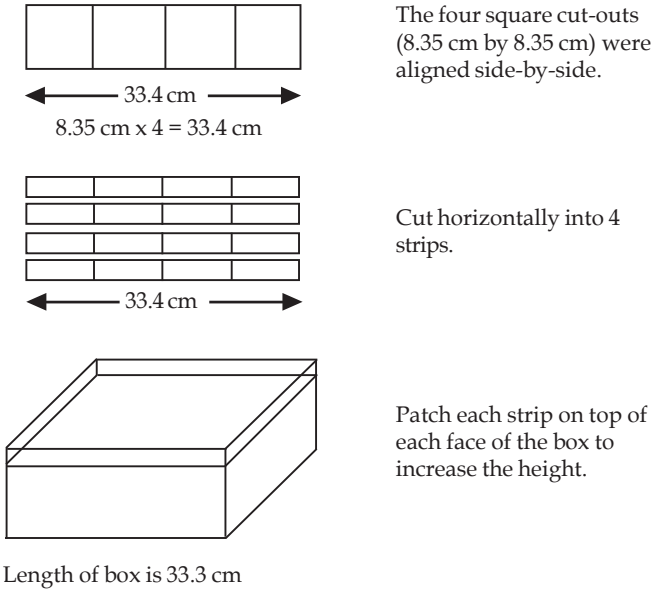 The four square cut-outs
(8.35 cm by 8.35 cm) were
aligned side-by-side.
33.4 cm
8.35 cm x 4 = 33.4 cm
Cut horizontally into 4
strips.
33.4 cm
Patch each strip on top of
each face of the box to
increase the height.
Length of box is 33.3 cm